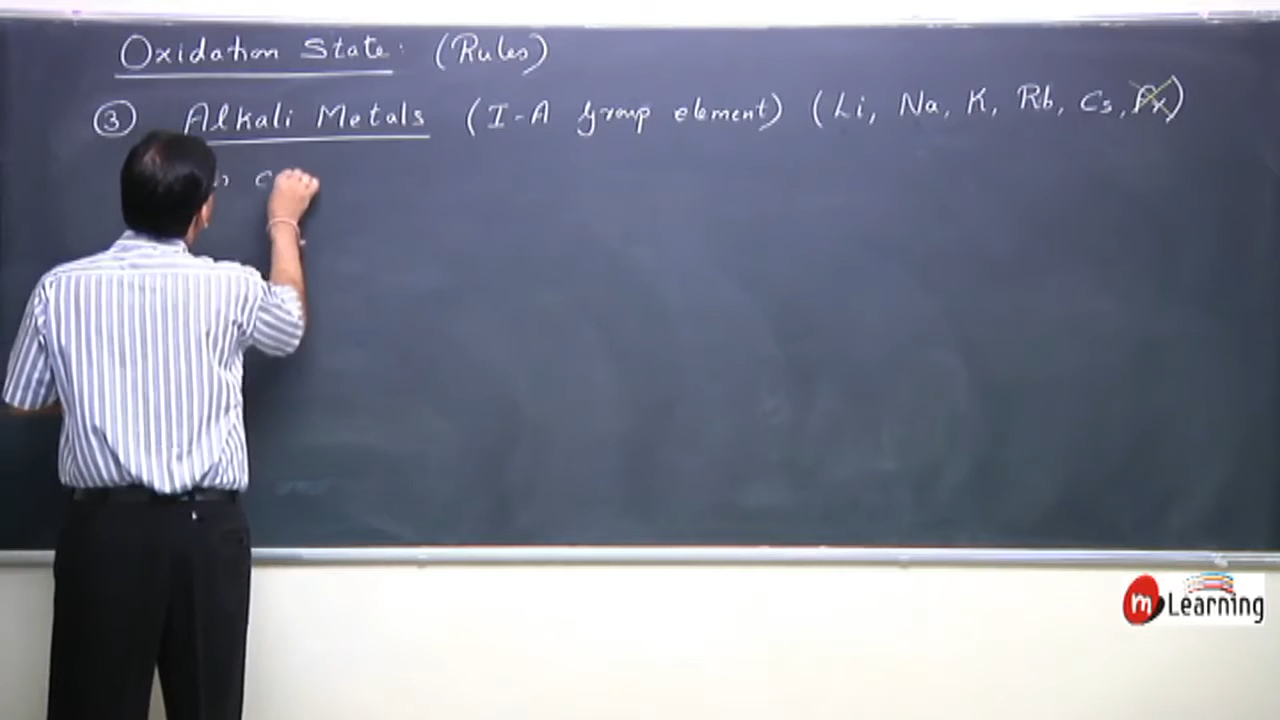 Oxidation State: (Rules)
③ Alkali Metals (I-A group element) (Li, Na, K, Rb, Cs, Fr)
m Learning